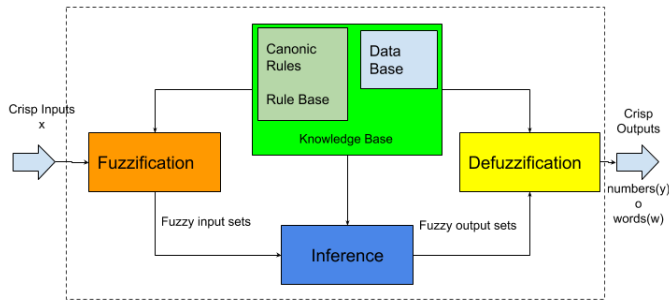 Canonic
Rules
Rule Base
Data
Base
Knowledge Base
Crisp Inputs
x
Fuzzification
Defuzzification
Crisp
Outputs
numbers(y)
o
words(w)
Fuzzy input sets
Inference
Fuzzy output sets